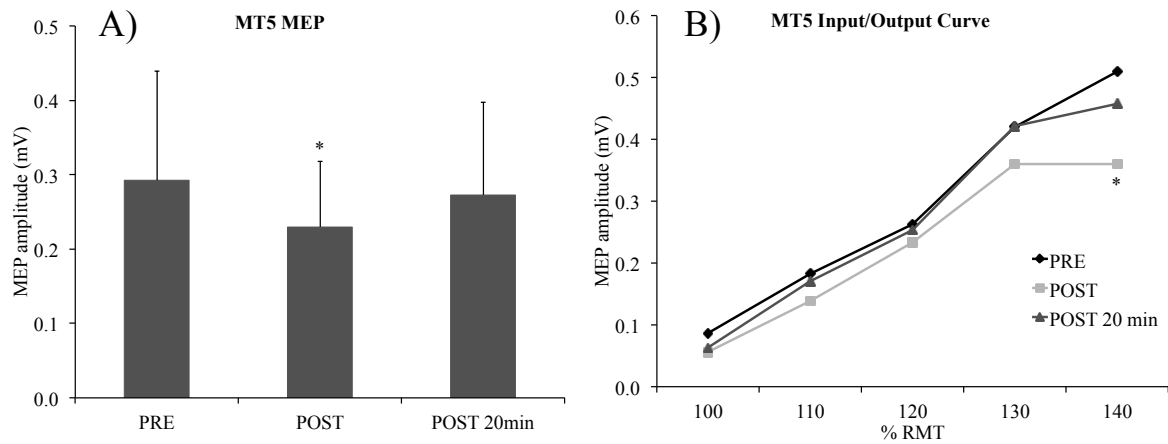 A)
MT5 MEP
MEP amplitude (mV)
0.5
0.4
0.3
0.2
0.1
0.0
*
PRE
POST
POST 20min
B)
MT5 Input/Output Curve
MEP amplitude (mV)
0.6
0.5
0.4
0.3
0.2
0.1
0.0
*
PRE
POST
POST 20 min
100 110 120 130 140
% RMT